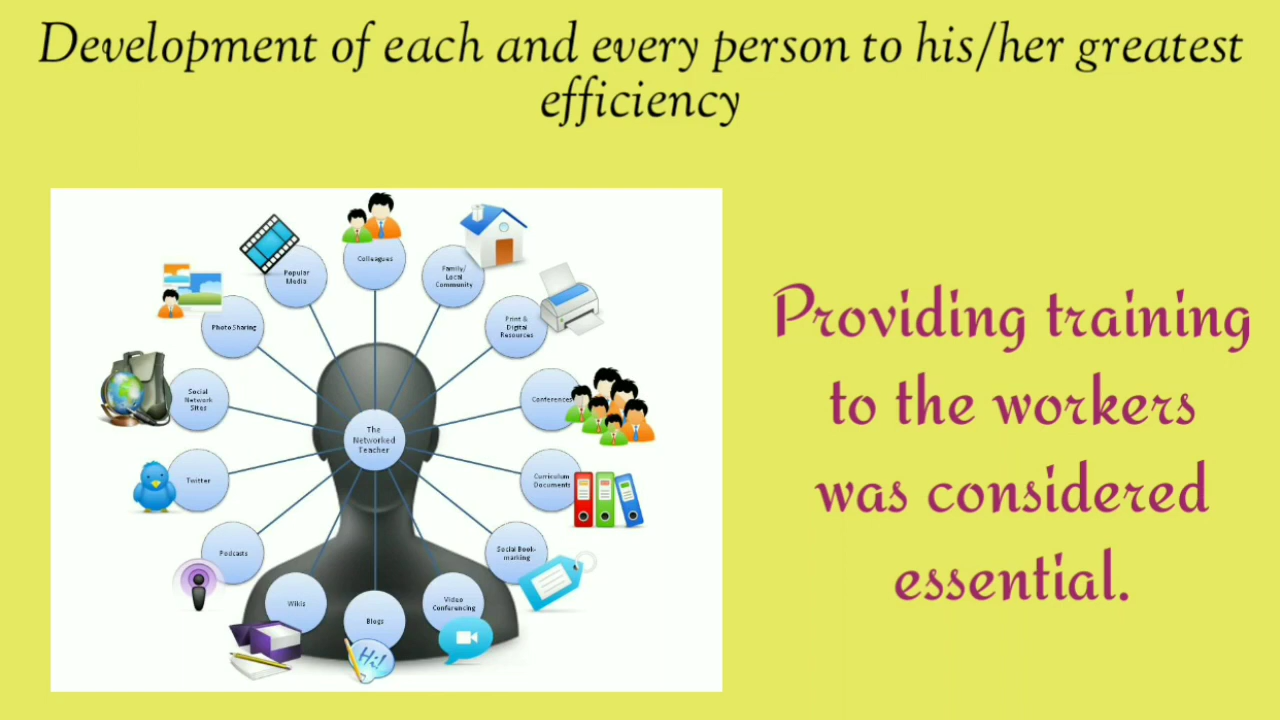 Development of each and every person to his/her greatest
efficiency
Colleagues
Popular
Media
Family/
Local
Community
Photo Sharing
Print &
Digital
Resources
Social
Network
Sites
Conferences
The
Networked
Teacher
Twitter
Curriculum
Documents
Podcasts
Social Book-
marking
Wikis
Blogs
Video
Conferencing
Hi!
Providing training
to the workers
was considered
essential.